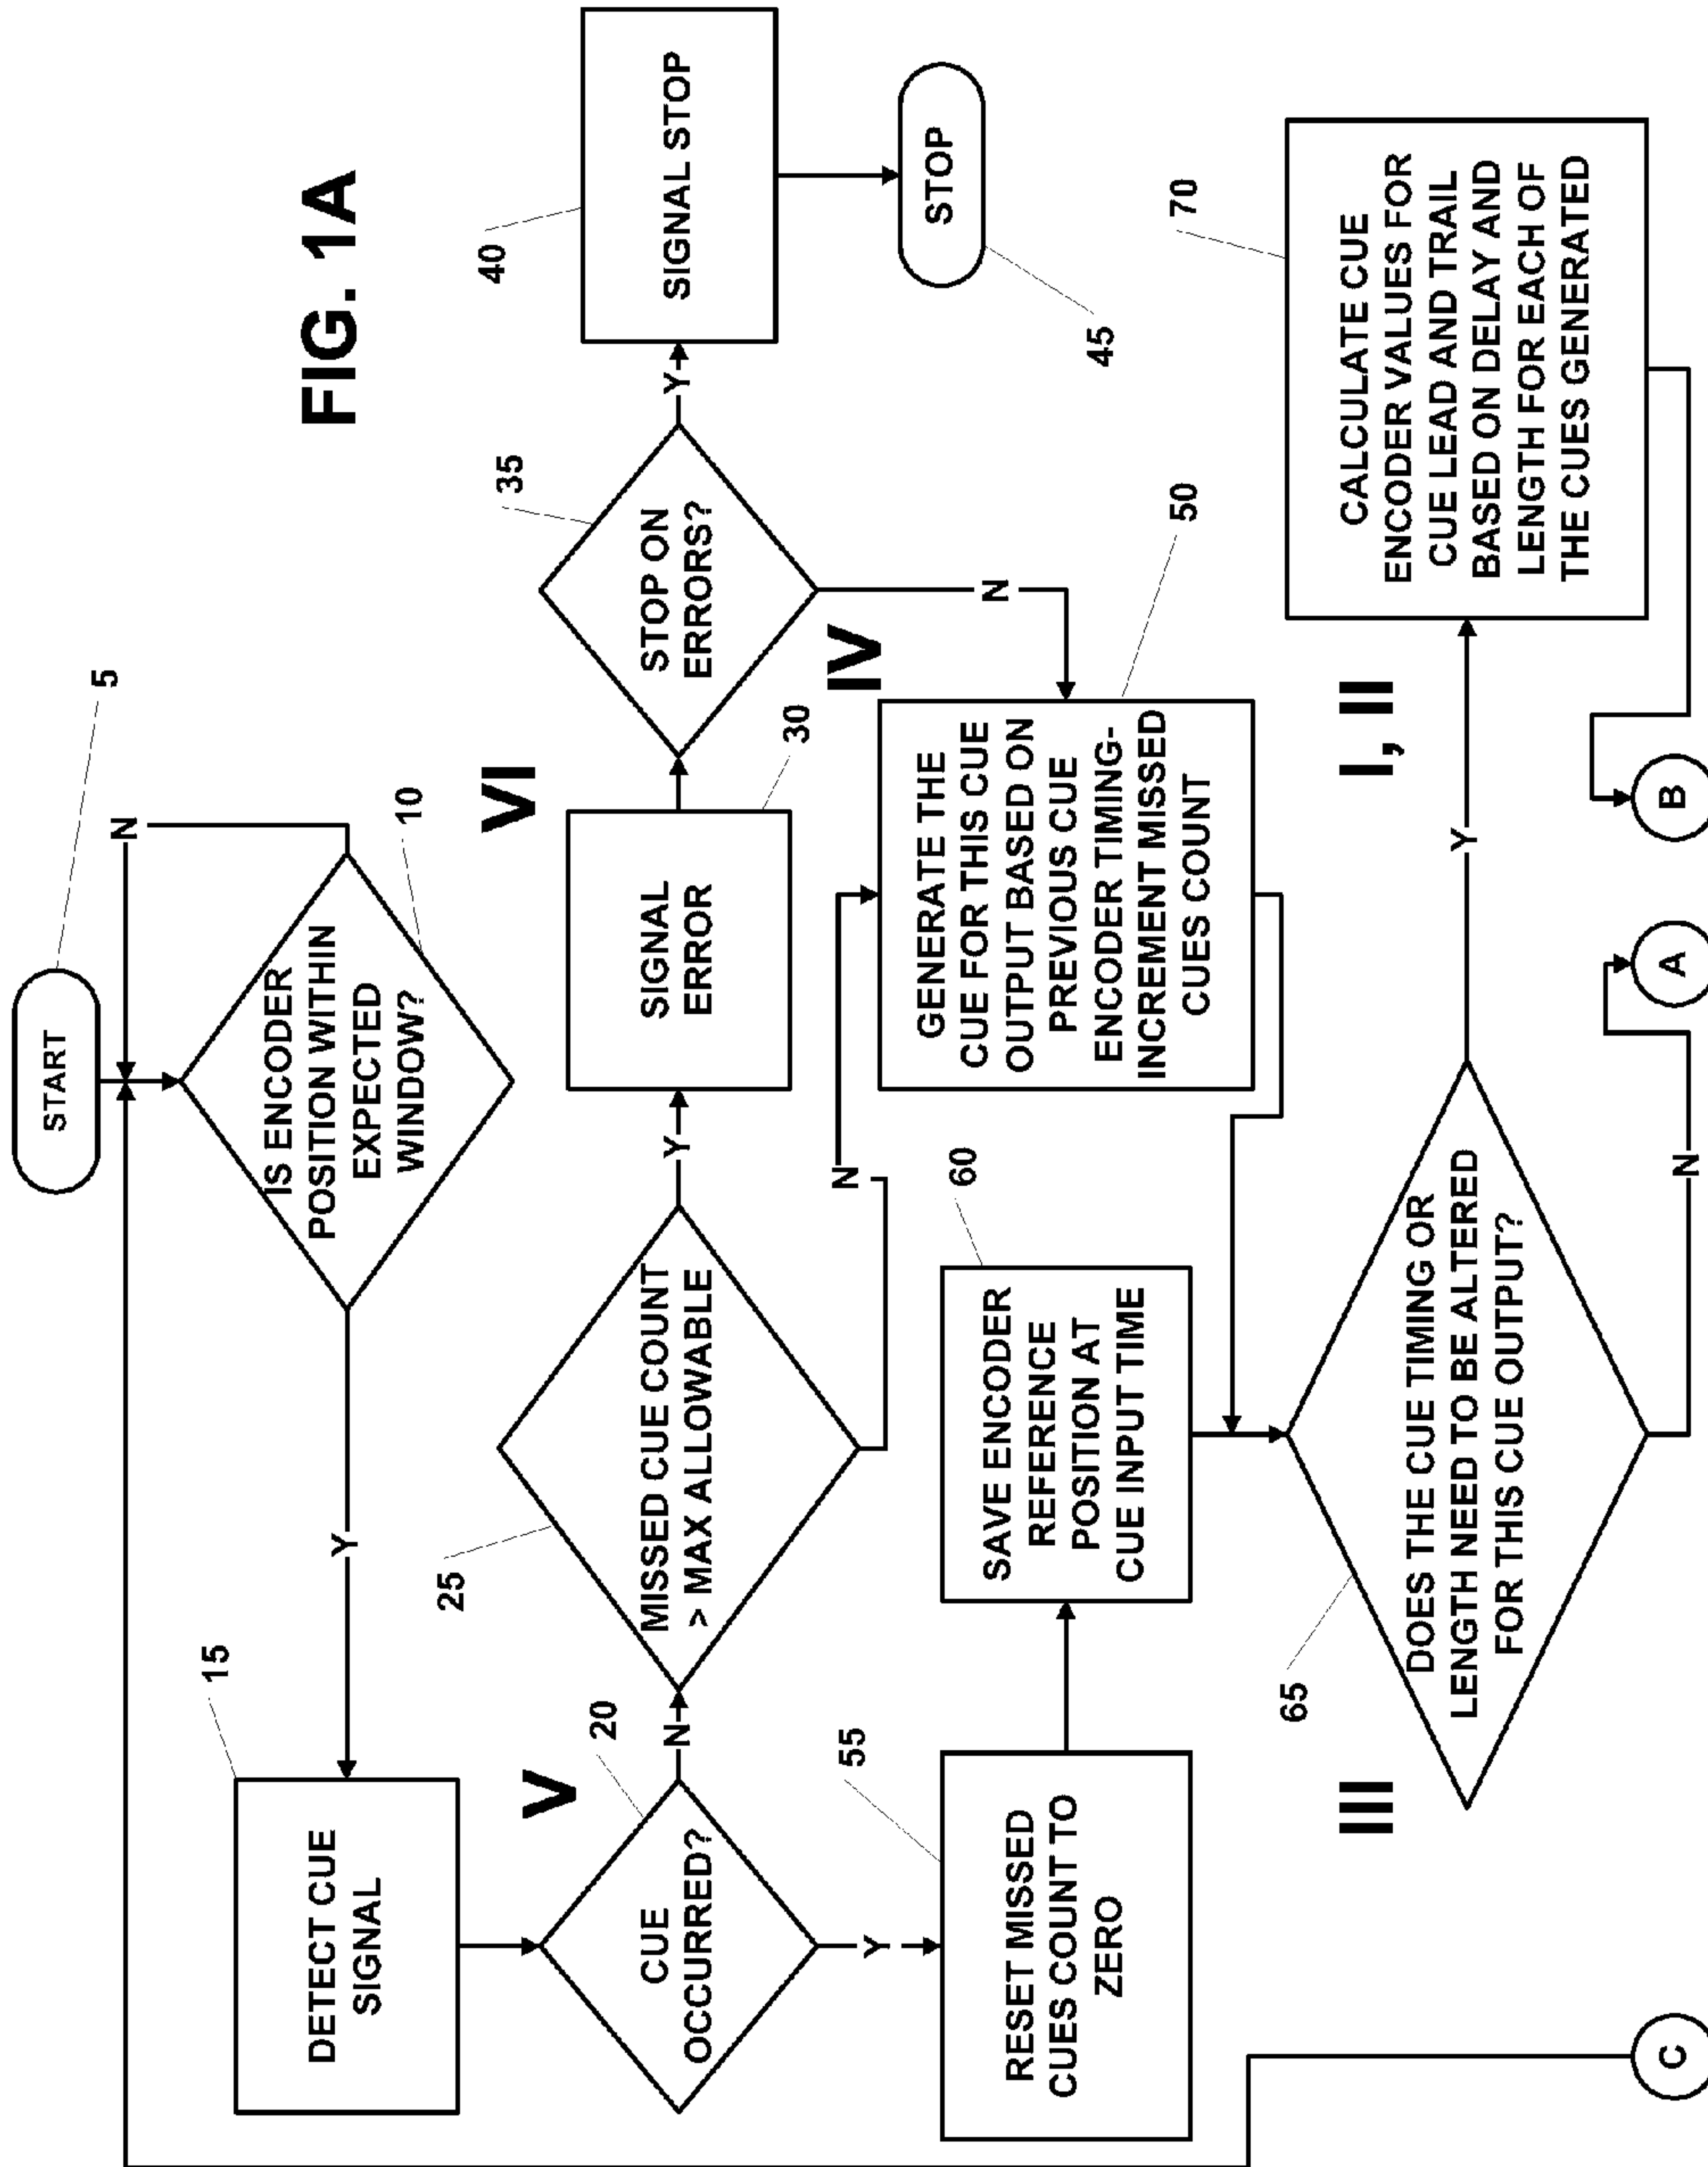 FIG. 1A
START
5
N
IS ENCODER
POSITION WITHIN
EXPECTED
WINDOW?
10
Y
DETECT CUE
SIGNAL
15
V
CUE
OCCURRED?
20
N
MISSED CUE COUNT
> MAX ALLOWABLE
25
Y
VI
SIGNAL
ERROR
30
STOP ON
ERRORS?
35
Y
SIGNAL STOP
40
STOP
45
N
IV
N
GENERATE THE
CUE FOR THIS CUE
OUTPUT BASED ON
PREVIOUS CUE
ENCODER TIMING-
INCREMENT MISSED
CUES COUNT
50
Y
RESET MISSED
CUES COUNT TO
ZERO
55
SAVE ENCODER
REFERENCE
POSITION AT
CUE INPUT TIME
60
III
DOES THE CUE TIMING OR
LENGTH NEED TO BE ALTERED
FOR THIS CUE OUTPUT?
65
Y
I, II
CALCULATE CUE
ENCODER VALUES FOR
CUE LEAD AND TRAIL
BASED ON DELAY AND
LENGTH FOR EACH OF
THE CUES GENERATED
70
N
C
A
B